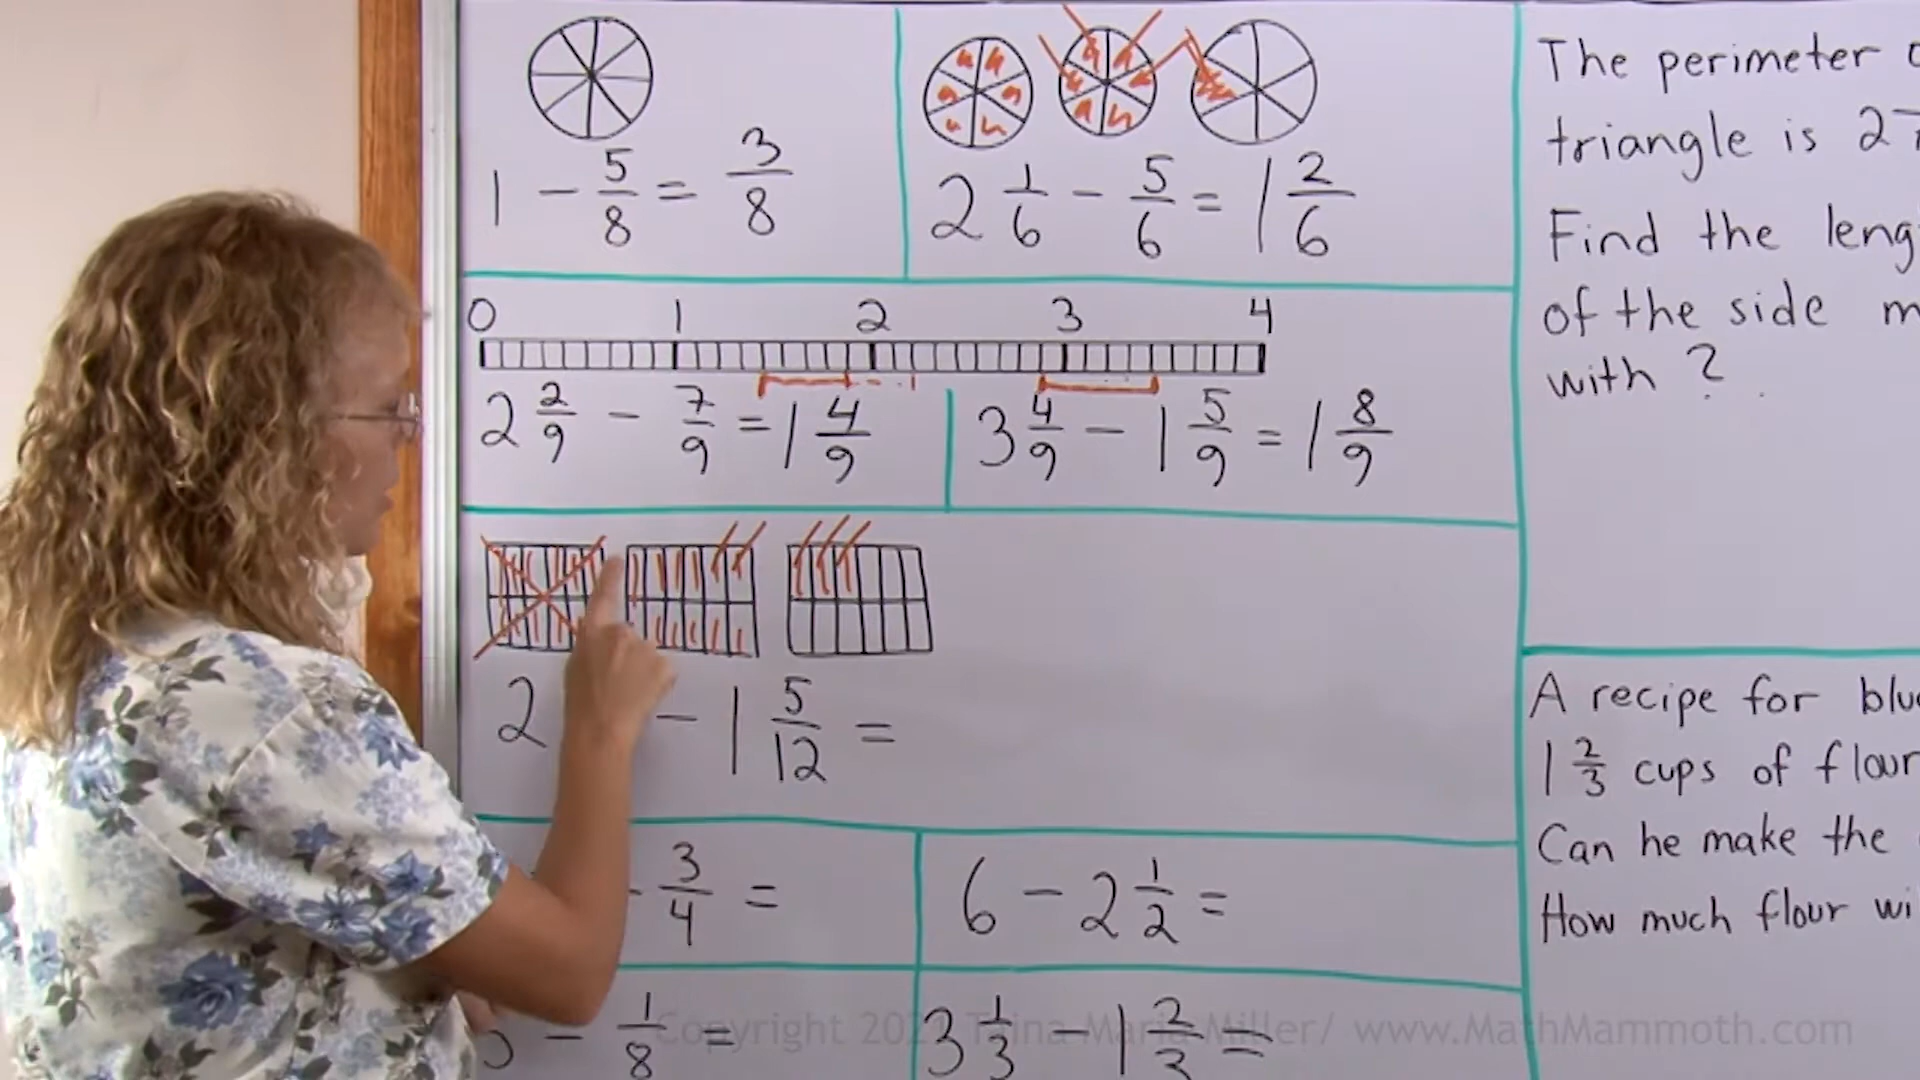 1 - 5/8 = 3/8
2 1/6 - 5/6 = 1 2/6
0 1 2 3 4
2 2/9 - 7/9 = 1 4/9
3 4/9 - 1 5/9 = 1 8/9
2 - 1 5/12 =
- 3/4 =
6 - 2 1/2 =
- 1/8 =
3 1/3 - 1 2/3 =
The perimeter
triangle is 2
Find the
of the side
with ?
A recipe for
1 2/3 cups of flour
Can he make the
How much flour
Copyright Maria Miller/ www.MathMammoth.com